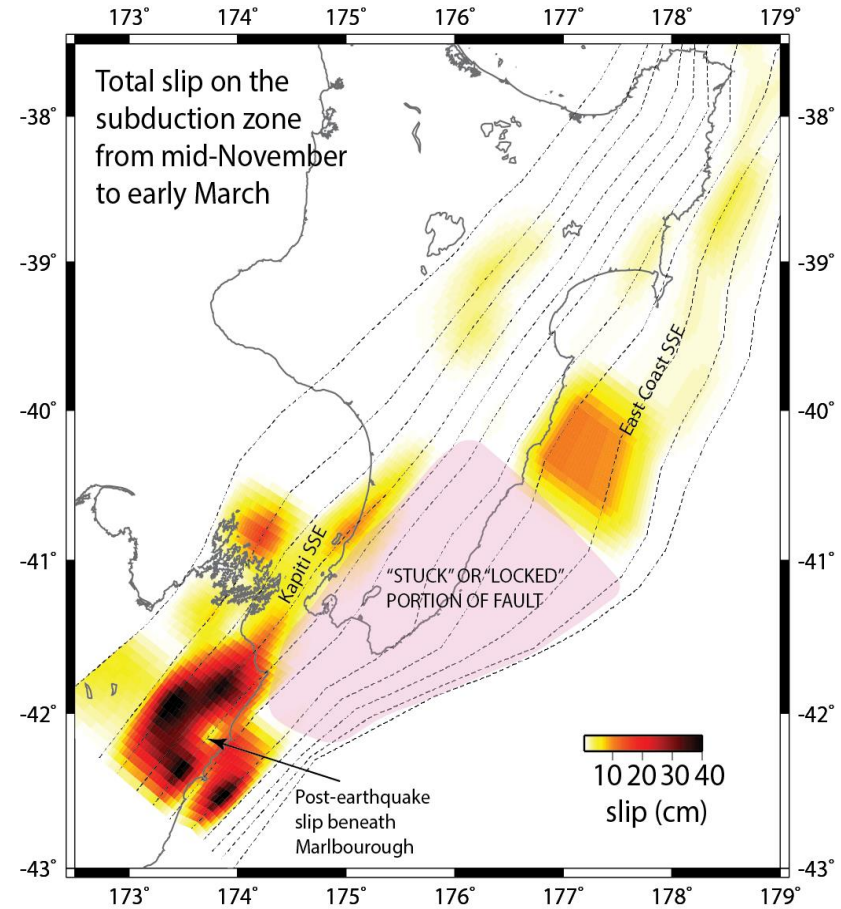 173° 174° 175° 176° 177° 178° 179°
Total slip on the
subduction zone
from mid-November
to early March
-38° -38°
-39° -39°
East Coast SSE
-40° -40°
Kapiti SSE
-41° -41°
“STUCK” OR “LOCKED”
PORTION OF FAULT
-42° -42°
10 20 30 40
slip (cm)
Post-earthquake
slip beneath
Marlbourough
-43° -43°
173° 174° 175° 176° 177° 178° 179°